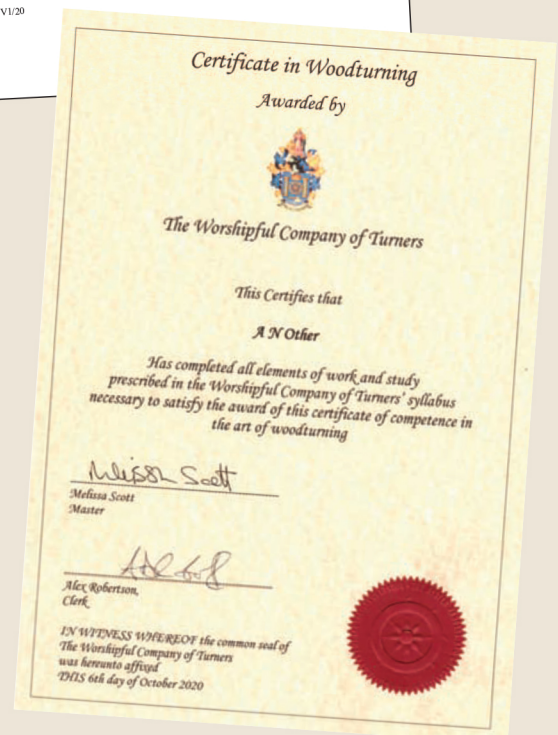 V1/20
Certificate in Woodturning
Awarded by
The Worshipful Company of Turners
This Certifies that
A N Other
Has completed all elements of work and study
prescribed in the Worshipful Company of Turners' syllabus
necessary to satisfy the award of this certificate of competence in
the art of woodturning
Melissa Scott
Melissa Scott
Master
Alex Robertson,
Clerk
IN WITNESS WHEREOF the common seal of
The Worshipful Company of Turners
was hereunto affixed
THIS 6th day of October 2020